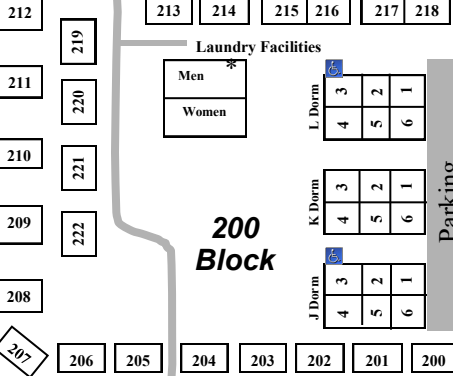 212
213 214 215 216 217 218
219
Laundry Facilities
Men *
Women
211
220
L Dorm
3 2 1
4 5 6
210
221
K Dorm
3 2 1
4 5 6
Parking
209
222
200
Block
J Dorm
3 2 1
4 5 6
208
207
206 205 204 203 202 201 200